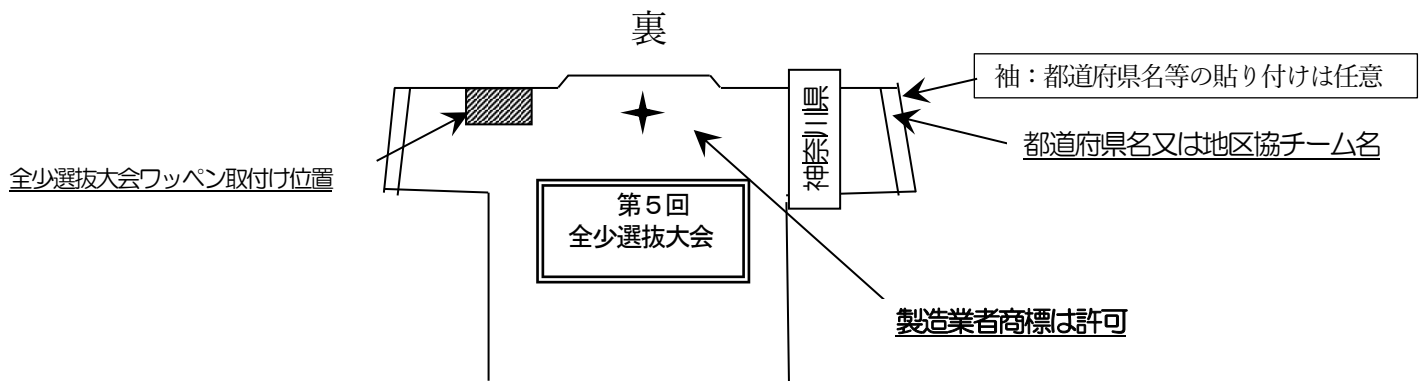 裏
袖：都道府県名等の貼り付けは任意
神奈川県
都道府県名又は地区協チーム名
全少選抜大会ワッペン取付け位置
第５回
全少選抜大会
製造業者商標は許可